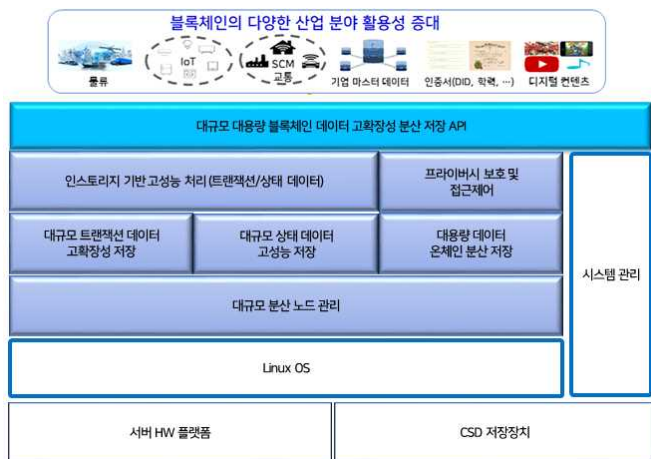 블록체인의 다양한 산업 분야 활용성 증대
물류
IoT
SCM
교통
기업 마스터 데이터
인증서(DID, 학력, …)
디지털 컨텐츠
대규모 대용량 블록체인 데이터 고확장성 분산 저장 API
인스토리지 기반 고성능 처리(트랜잭션/상태 데이터)
프라이버시 보호 및
접근제어
대규모 트랜잭션 데이터
고확장성 저장
대규모 상태 데이터
고성능 저장
대용량 데이터
온체인 분산 저장
시스템 관리
대규모 분산 노드 관리
Linux OS
서버 HW 플랫폼
CSD 저장장치